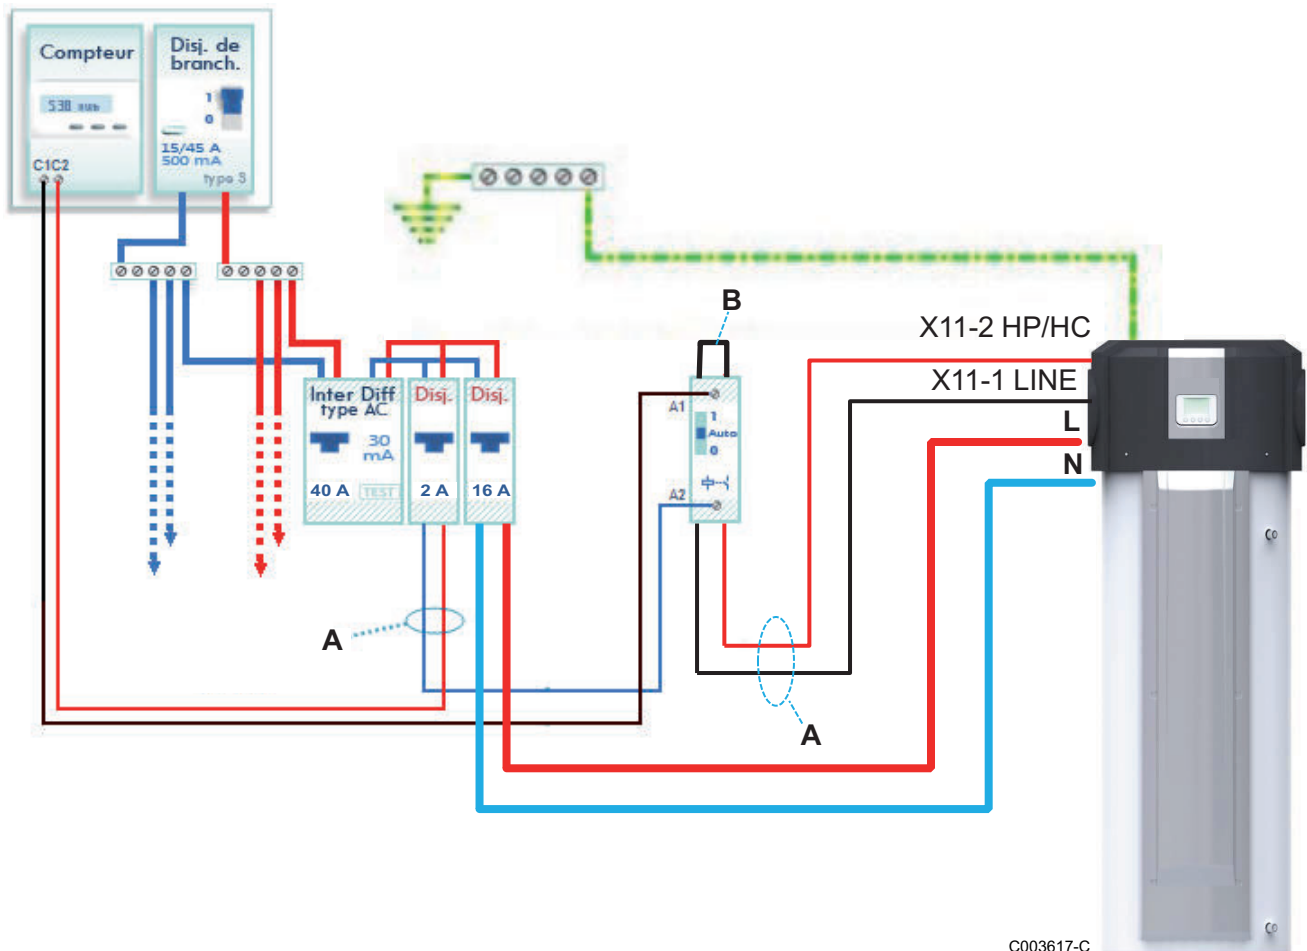 Compteur
538
C1C2
Disj. de
branch.
1
0
15/45 A
500 mA
type S
B
X11-2 HP/HC
X11-1 LINE
L
N
Inter Diff
type AC
30
mA
40 A
TEST
Disj.
2 A
Disj.
16 A
A1
1
Auto
0
A2
A
A
C003617-C